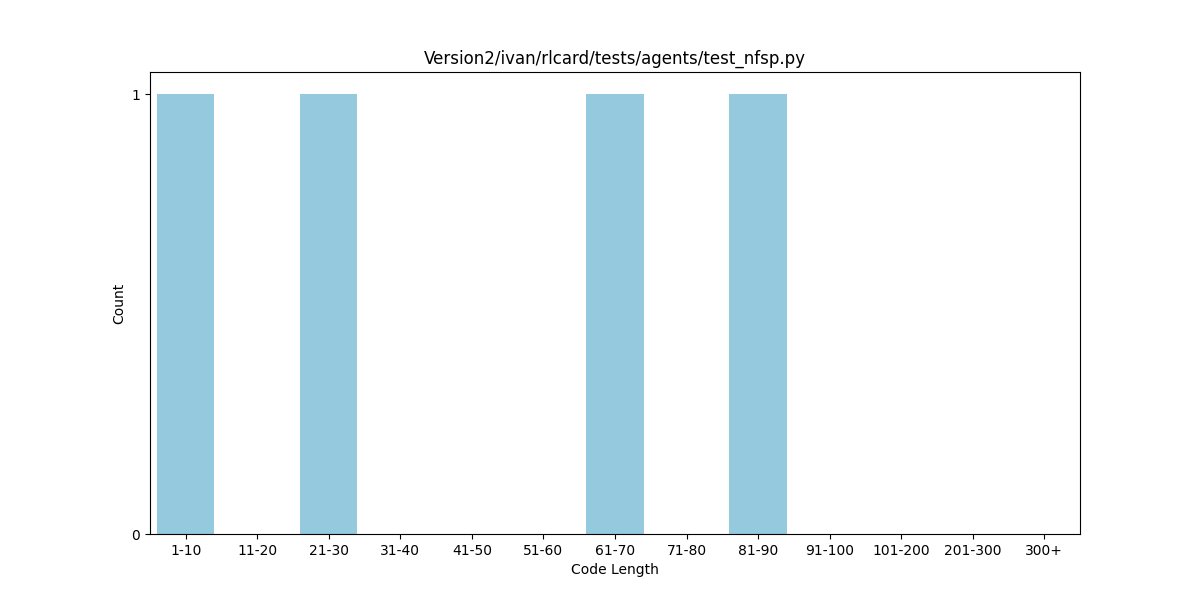 Version2/ivan/rlcard/tests/agents/test_nfsp.py
1
Count
0
1-10 11-20 21-30 31-40 41-50 51-60 61-70 71-80 81-90 91-100 101-200 201-300 300+
Code Length